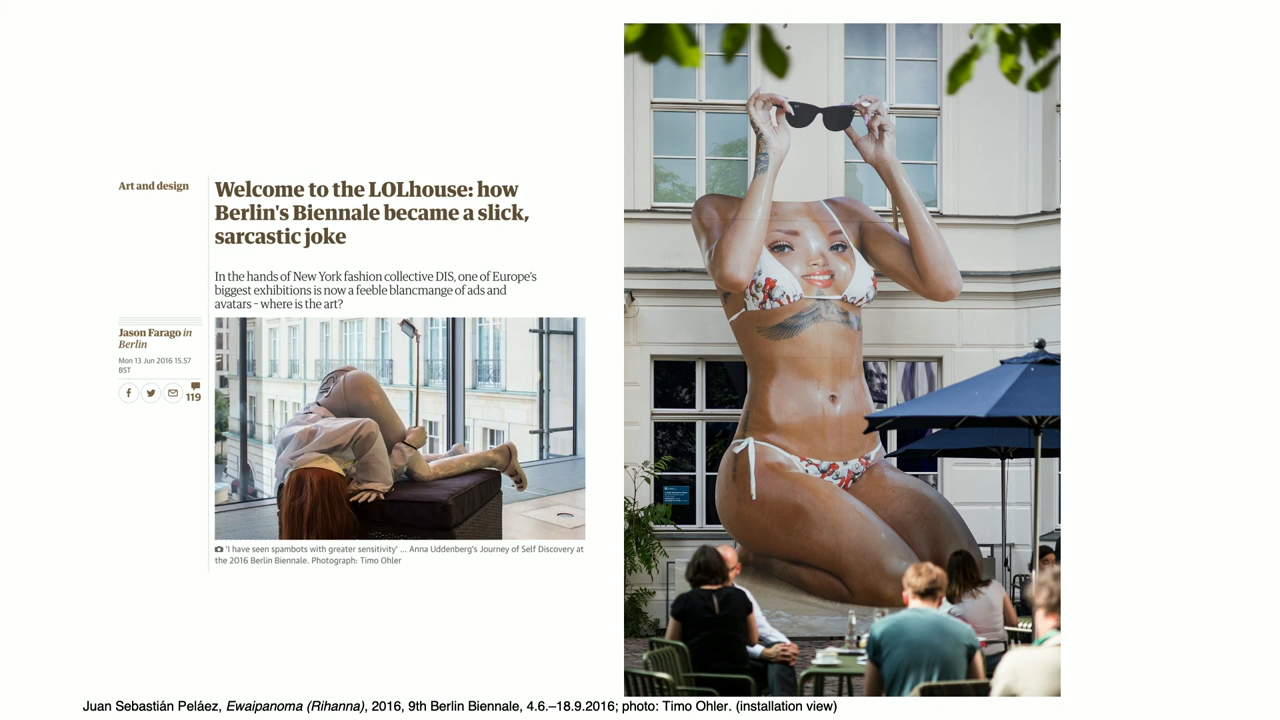 Art and design
Welcome to the LOLhouse: how
Berlin's Biennale became a slick,
sarcastic joke
In the hands of New York fashion collective DIS, one of Europe's
biggest exhibitions is now a feeble blancmange of ads and
avatars – where is the art?
Jason Farago in
Berlin
Mon 13 Jun 2016 15.57
BST
119
'I have seen spambots with greater sensitivity' ... Anna Uddenberg's Journey of Self Discovery at
the 2016 Berlin Biennale. Photograph: Timo Ohler
Juan Sebastián Peláez, Ewaipanoma (Rihanna), 2016, 9th Berlin Biennale, 4.6.–18.9.2016; photo: Timo Ohler. (installation view)